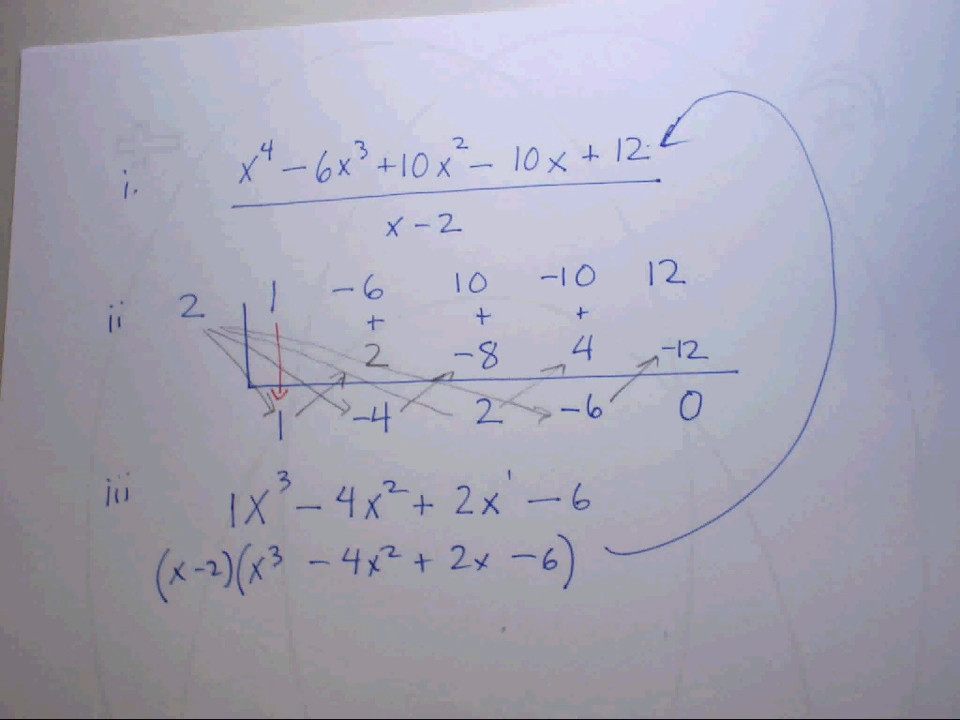 i. x⁴ - 6x³ + 10x² - 10x + 12
x - 2
ii 2 1 -6 10 -10 12
+ + +
2 -8 4 -12
1 -4 2 -6 0
iii 1x³ - 4x² + 2x¹ - 6
(x-2)(x³ - 4x² + 2x - 6)